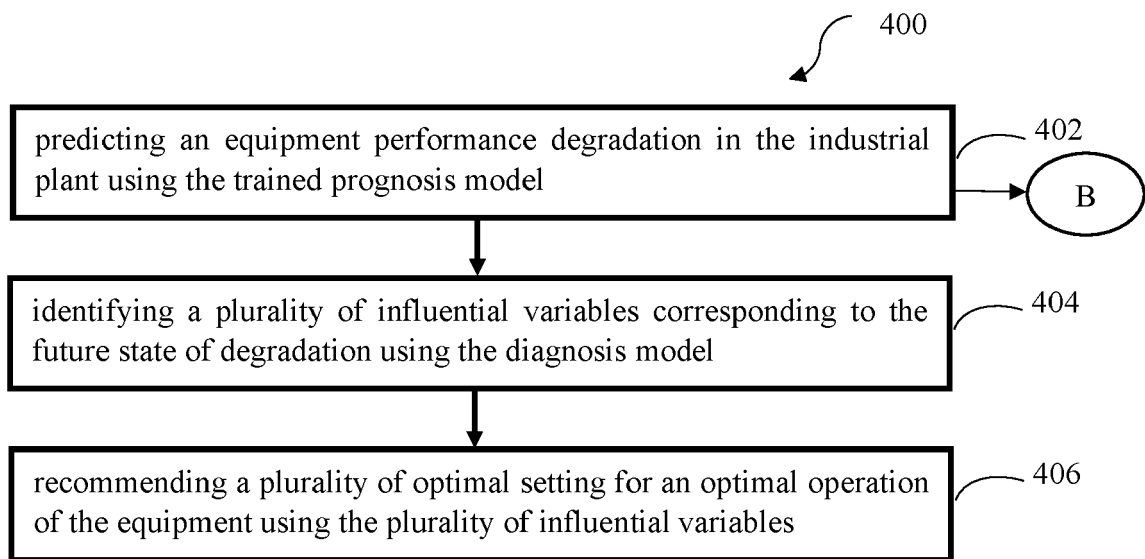 400
predicting an equipment performance degradation in the industrial
plant using the trained prognosis model
402
B
identifying a plurality of influential variables corresponding to the
future state of degradation using the diagnosis model
404
recommending a plurality of optimal setting for an optimal operation
of the equipment using the plurality of influential variables
406